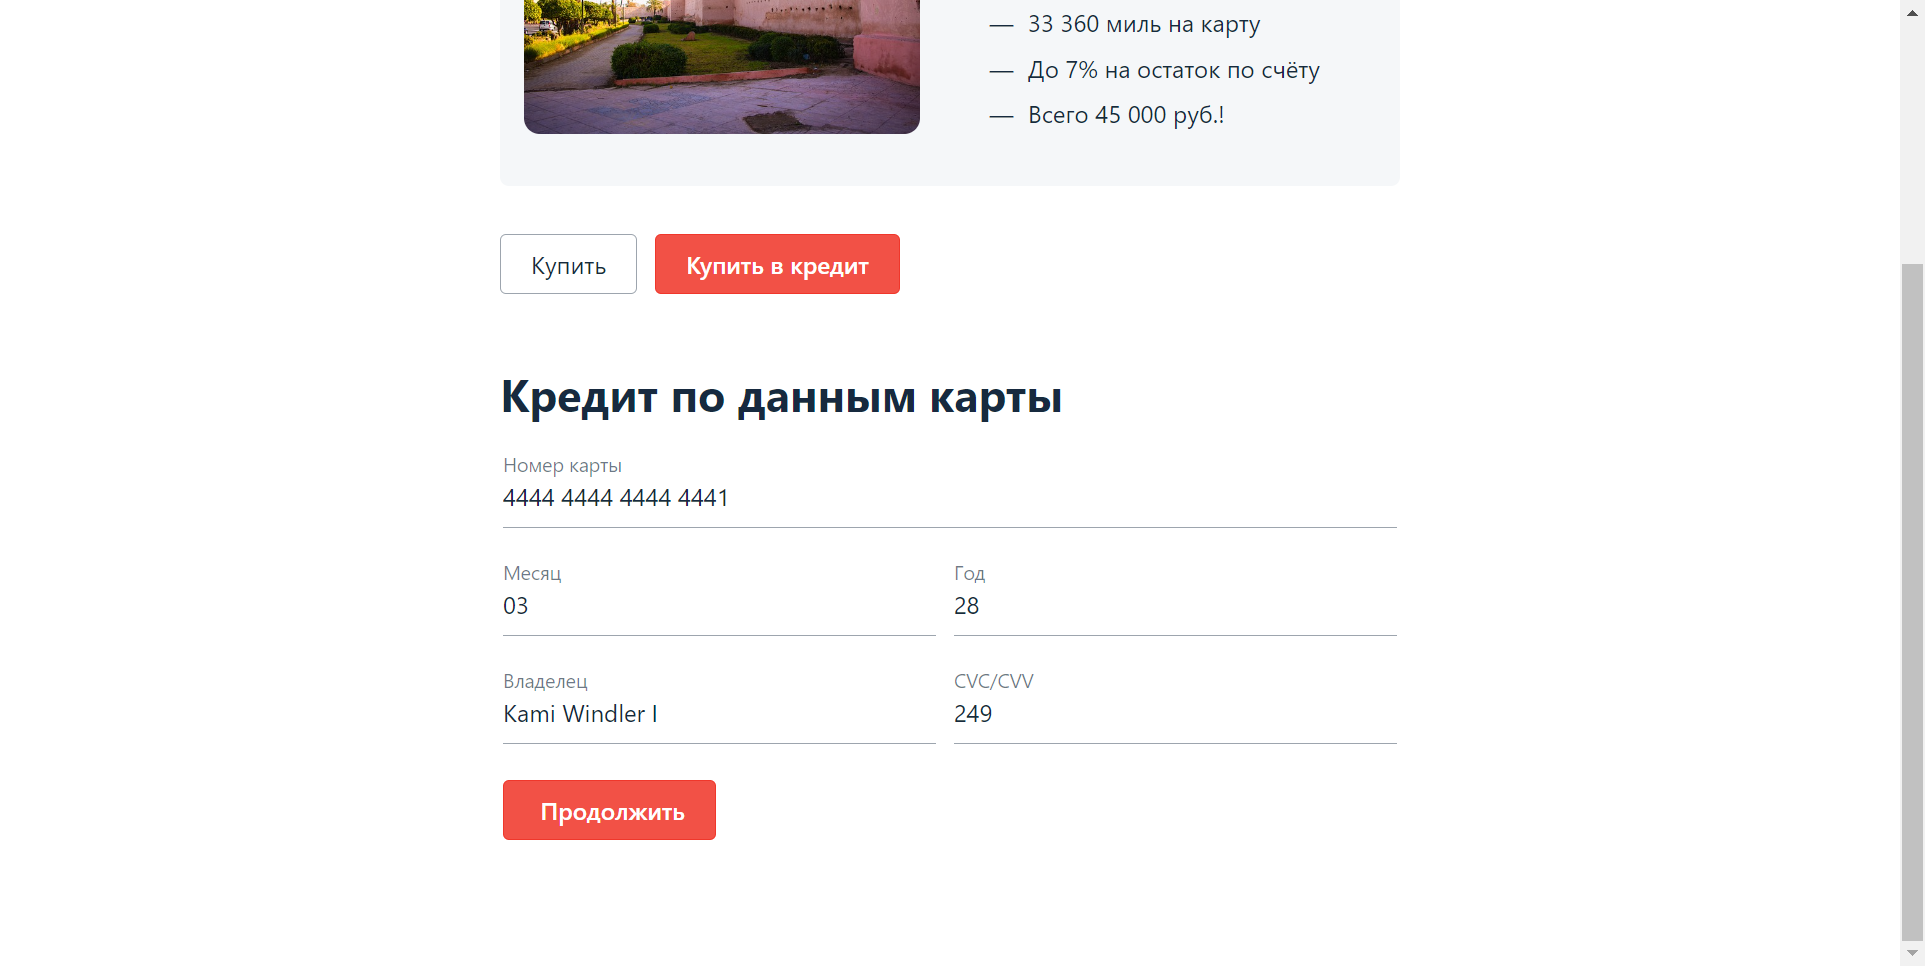 — 33 360 миль на карту
— До 7% на остаток по счёту
— Всего 45 000 руб.!
Купить
Купить в кредит
Кредит по данным карты
Номер карты
4444 4444 4444 4441
Месяц
Год
03
28
Владелец
CVC/CVV
Kami Windler I
249
Продолжить